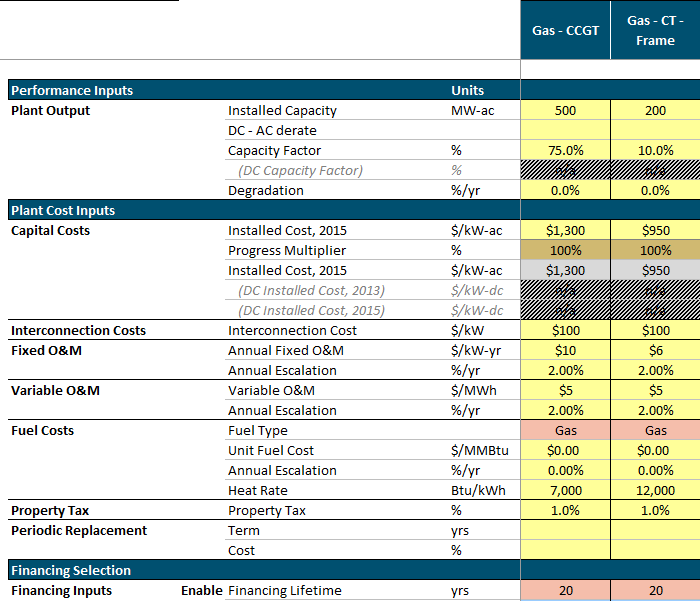 Gas - CCGT Gas - CT - Frame
Performance Inputs Units
Plant Output Installed Capacity MW-ac 500 200
DC - AC derate
Capacity Factor % 75.0% 10.0%
(DC Capacity Factor) % n/a n/a
Degradation %/yr 0.0% 0.0%
Plant Cost Inputs
Capital Costs Installed Cost, 2015 $/kW-ac $1,300 $950
Progress Multiplier % 100% 100%
Installed Cost, 2015 $/kW-ac $1,300 $950
(DC Installed Cost, 2013) $/kW-dc n/a n/a
(DC Installed Cost, 2015) $/kW-dc n/a n/a
Interconnection Costs Interconnection Cost $/kW $100 $100
Fixed O&M Annual Fixed O&M $/kW-yr $10 $6
Annual Escalation %/yr 2.00% 2.00%
Variable O&M Variable O&M $/MWh $5 $5
Annual Escalation %/yr 2.00% 2.00%
Fuel Costs Fuel Type Gas Gas
Unit Fuel Cost $/MMBtu $0.00 $0.00
Annual Escalation %/yr 0.00% 0.00%
Heat Rate Btu/kWh 7,000 12,000
Property Tax Property Tax % 1.0% 1.0%
Periodic Replacement Term yrs
Cost %
Financing Selection
Financing Inputs Enable Financing Lifetime yrs 20 20